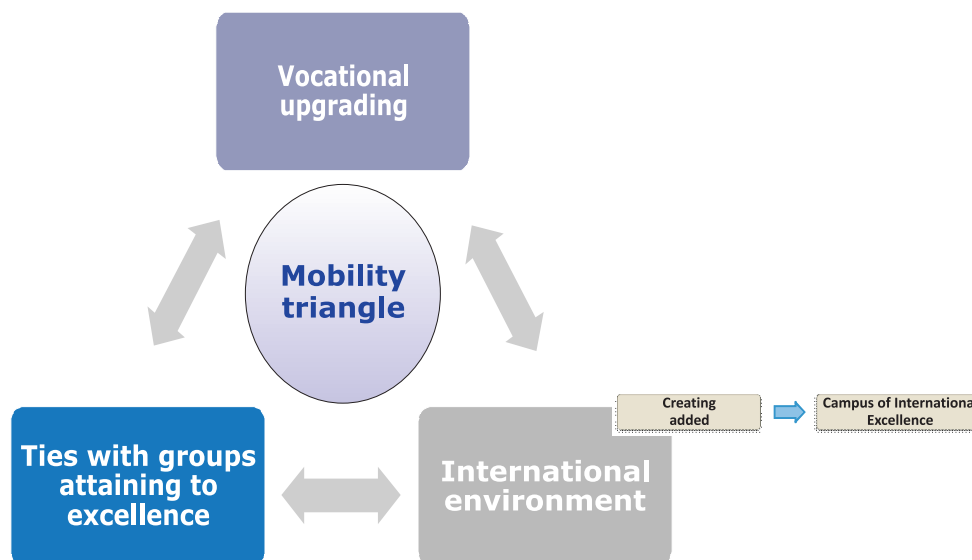 Vocational
upgrading
Mobility
triangle
Creating
added
Campus of Internationa
Excellence
Ties with groups
attaining to
excellence
International
environment